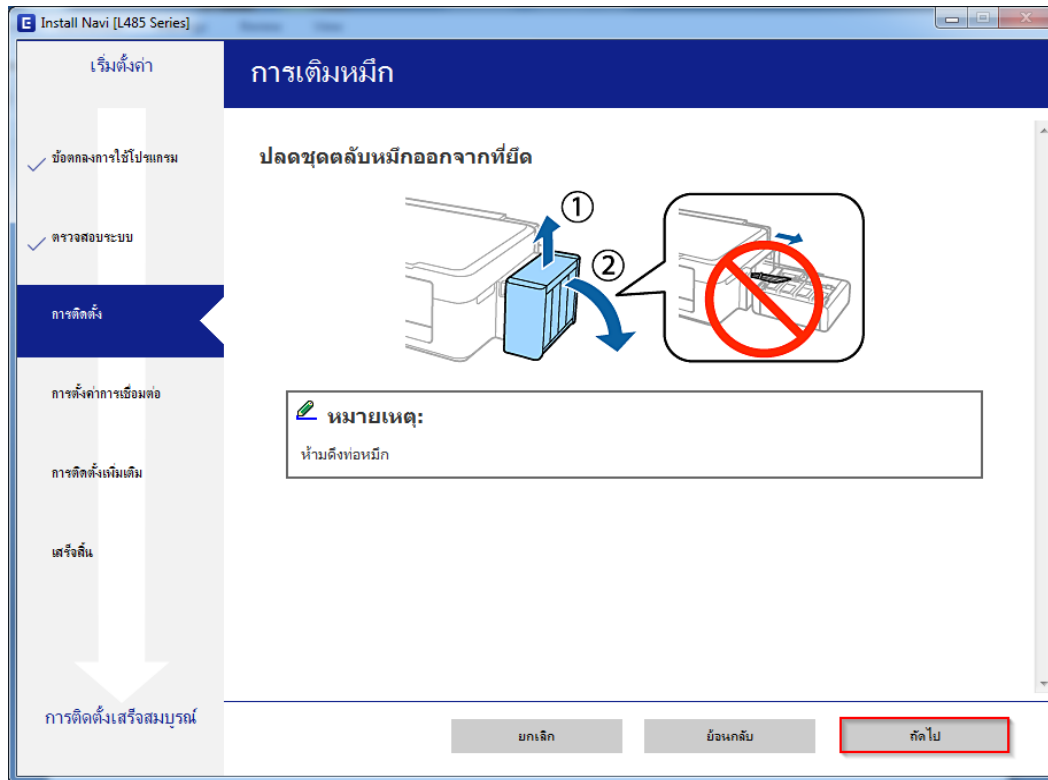 Install Navi [L485 Series]
เริ่มตั้งค่า
การเติมหมึก
ข้อตกลงการใช้โปรแกรม
ตรวจสอบระบบ
การติดตั้ง
การตั้งค่าการเชื่อมต่อ
การติดตั้งเพิ่มเติม
เสร็จสิ้น
การติดตั้งเสร็จสมบูรณ์
ปลดชุดตลับหมึกออกจากที่ยึด
①
②
หมายเหตุ:
ห้ามดึงท่อหมึก
ยกเลิก
ย้อนกลับ
ถัดไป